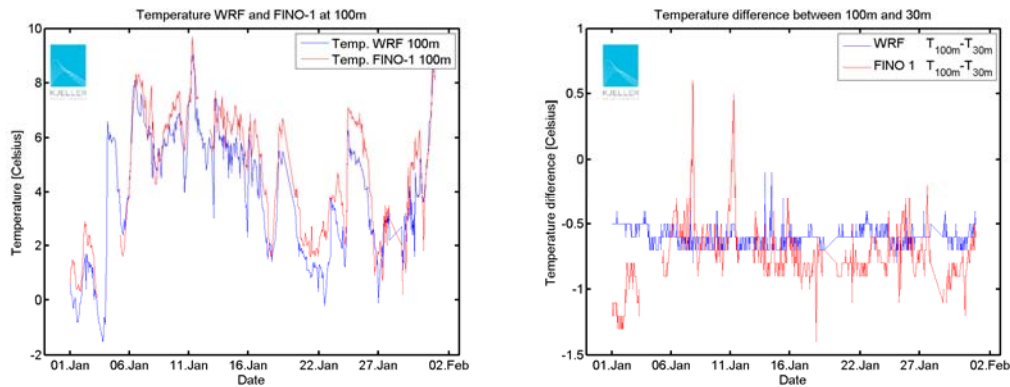 Temperature WRF and FINO-1 at 100m
Temp. WRF 100m
Temp. FINO-1 100m
KJELLER
10
8
6
4
2
0
-2
Temperature [Celsius]
01.Jan 06.Jan 11.Jan 16.Jan 22.Jan 27.Jan 02.Feb
Date
Temperature difference between 100m and 30m
WRF T100m-T30m
FINO 1 T100m-T30m
KJELLER
1
0.5
0
-0.5
-1
-1.5
Temperature difference [Celsius]
01.Jan 06.Jan 11.Jan 16.Jan 22.Jan 27.Jan 02.Feb
Date